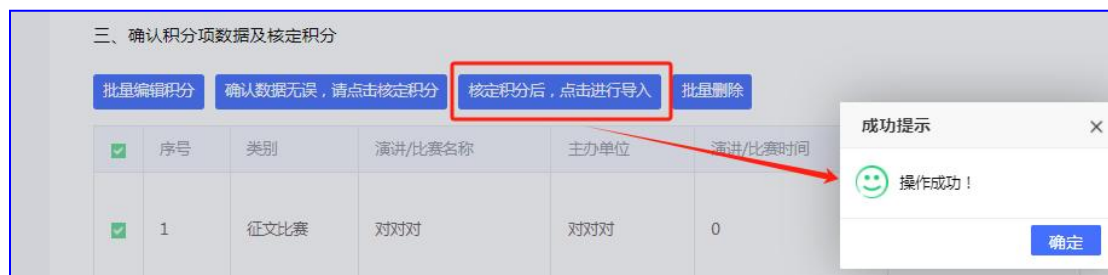 三、确认积分项数据及核定积分
批量编辑积分 确认数据无误，请点击核定积分 核定积分后，点击进行导入 批量删除
成功提示
序号 类别 演讲/比赛名称 主办单位 演讲/比赛时间
操作成功！
1 征文比赛 对对对 对对对 0
确定